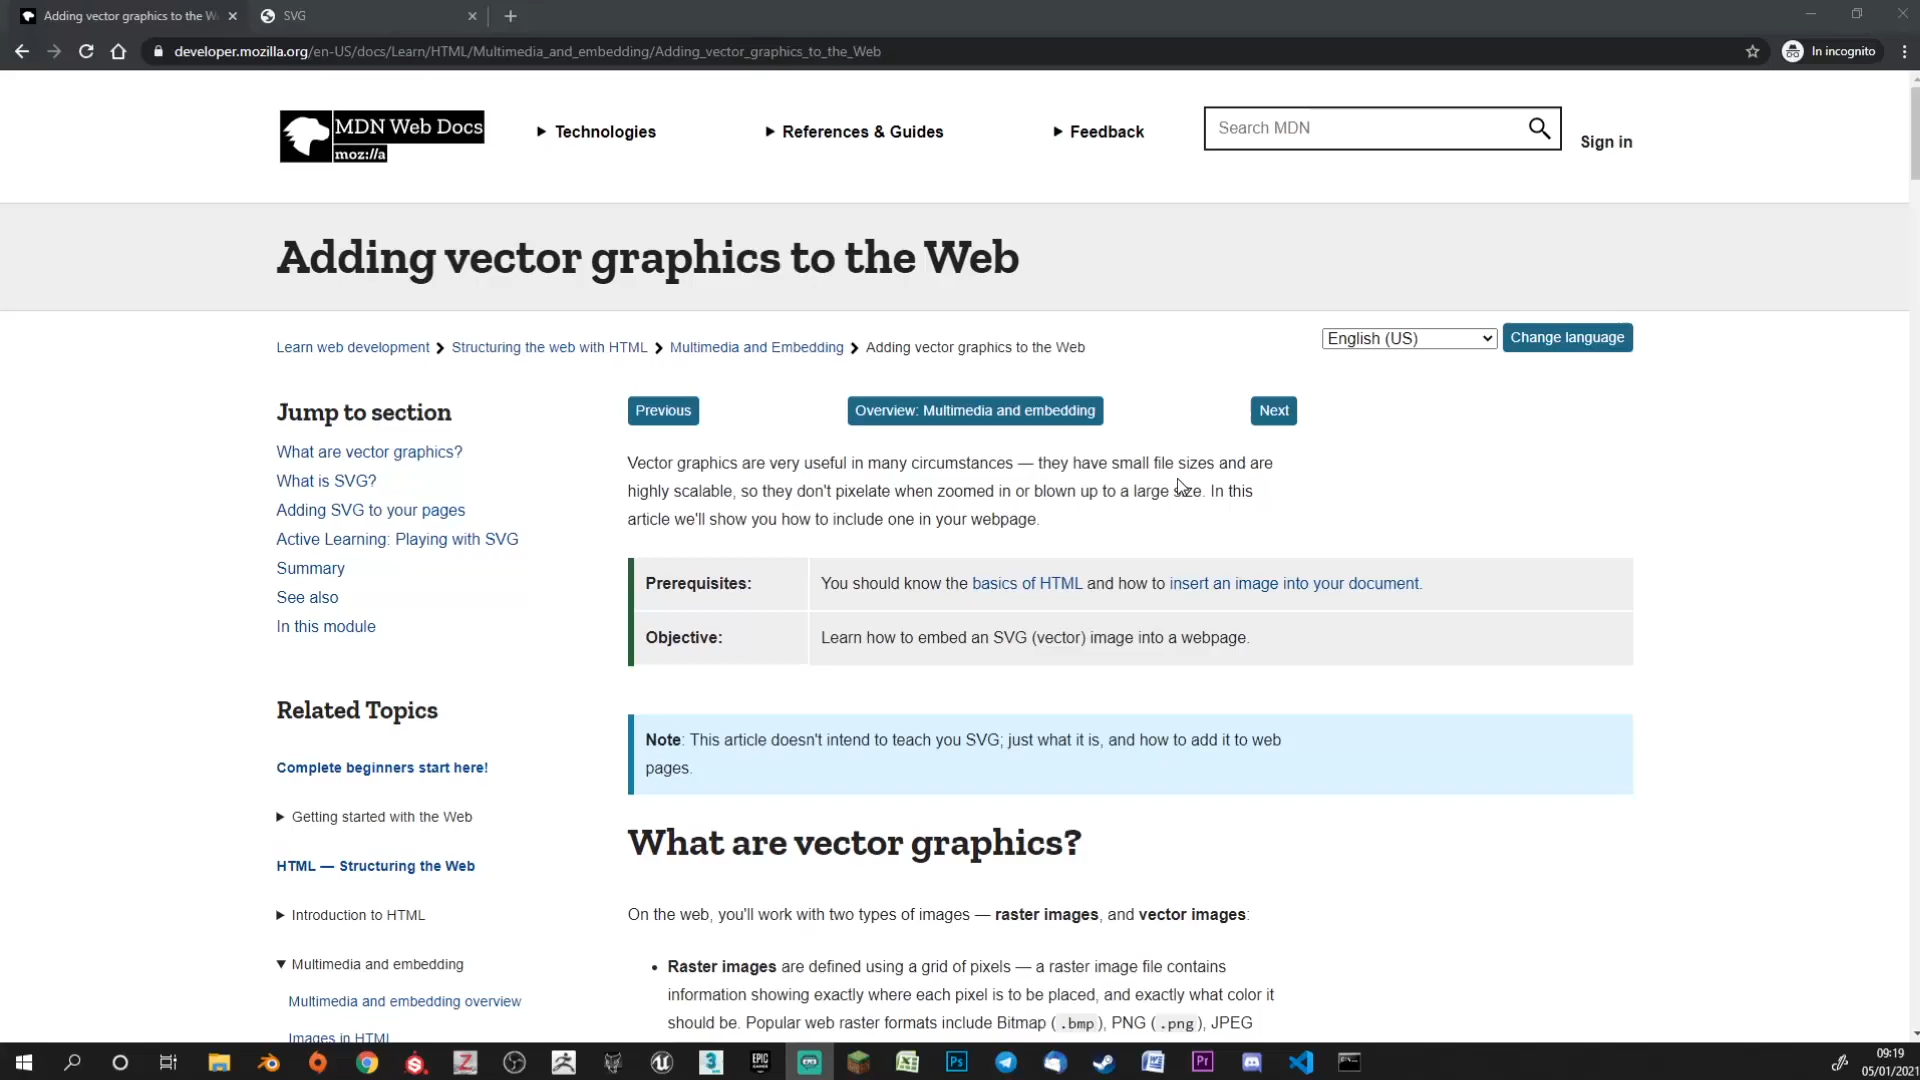 Adding vector graphics to the W
SVG
developer.mozilla.org/en-US/docs/Learn/HTML/Multimedia_and_embedding/Adding_vector_graphics_to_the_Web
In incognito
MDN Web Docs
moz://a
Technologies
References & Guides
Feedback
Search MDN
Sign in
Adding vector graphics to the Web
Learn web development
Structuring the web with HTML
Multimedia and Embedding
Adding vector graphics to the Web
English (US)
Change language
Jump to section
What are vector graphics?
What is SVG?
Adding SVG to your pages
Active Learning: Playing with SVG
Summary
See also
In this module
Related Topics
Complete beginners start here!
Getting started with the Web
HTML — Structuring the Web
Introduction to HTML
Multimedia and embedding
Multimedia and embedding overview
Images in HTML
Previous
Overview: Multimedia and embedding
Next
Vector graphics are very useful in many circumstances — they have small file sizes and are
highly scalable, so they don't pixelate when zoomed in or blown up to a large size. In this
article we'll show you how to include one in your webpage.
Prerequisites:
You should know the basics of HTML and how to insert an image into your document.
Objective:
Learn how to embed an SVG (vector) image into a webpage.
Note: This article doesn't intend to teach you SVG; just what it is, and how to add it to web
pages.
What are vector graphics?
On the web, you'll work with two types of images — raster images, and vector images:
• Raster images are defined using a grid of pixels — a raster image file contains
information showing exactly where each pixel is to be placed, and exactly what color it
should be. Popular web raster formats include Bitmap (.bmp), PNG (.png), JPEG
EPIC
GAMES
Ps
Pr
09:19
05/01/2021